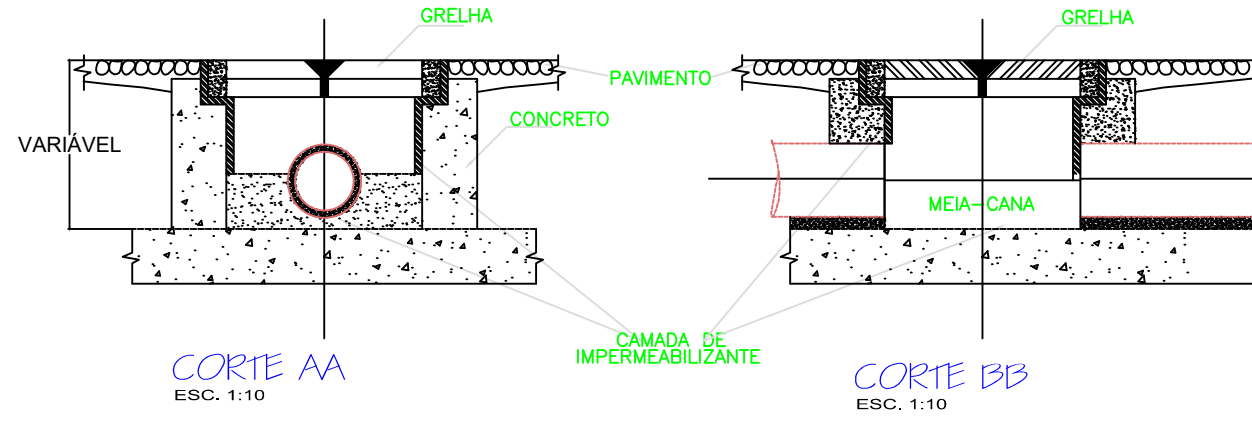 GRELHA
GRELHA
PAVIMENTO
CONCRETO
VARIÁVEL
MEIA-CANA
CAMADA DE
IMPERMEABILIZANTE
CORTE AA
ESC. 1:10
CORTE BB
ESC. 1:10